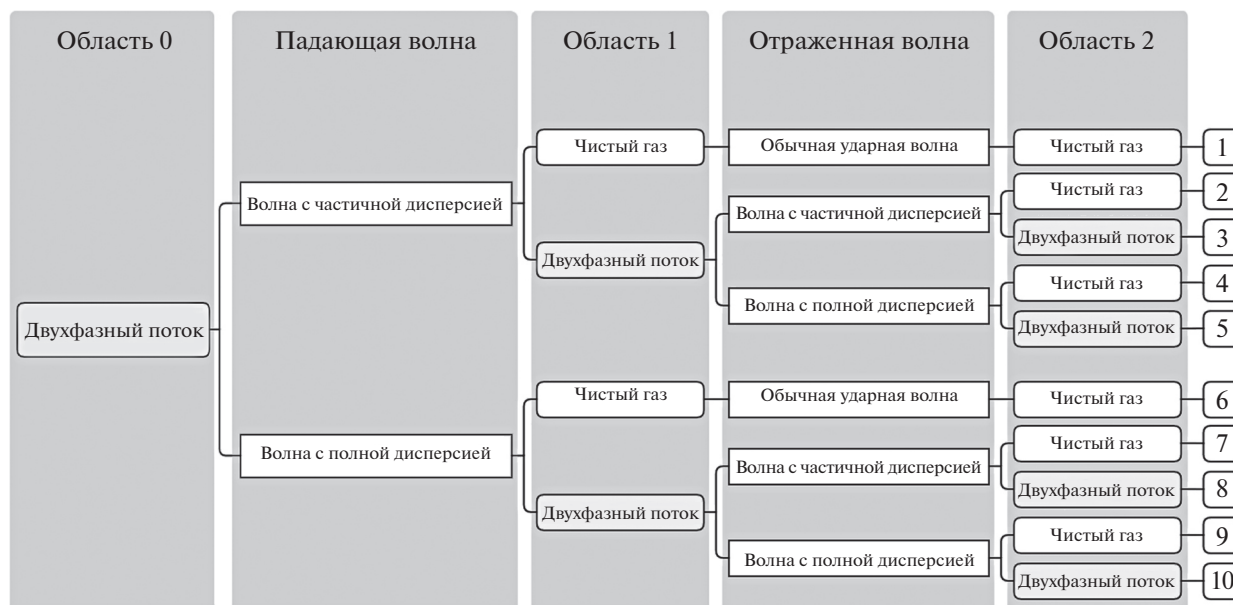 Область 0
Падающая волна
Область 1
Отраженная волна
Область 2
Чистый газ
Обычная ударная волна
Чистый газ
1
Чистый газ
2
Волна с частичной дисперсией
Волна с частичной дисперсией
Двухфазный поток
3
Двухфазный поток
Чистый газ
4
Волна с полной дисперсией
Двухфазный поток
5
Двухфазный поток
Чистый газ
Обычная ударная волна
Чистый газ
6
Чистый газ
7
Волна с полной дисперсией
Волна с частичной дисперсией
Двухфазный поток
8
Двухфазный поток
Чистый газ
9
Волна с полной дисперсией
Двухфазный поток
10